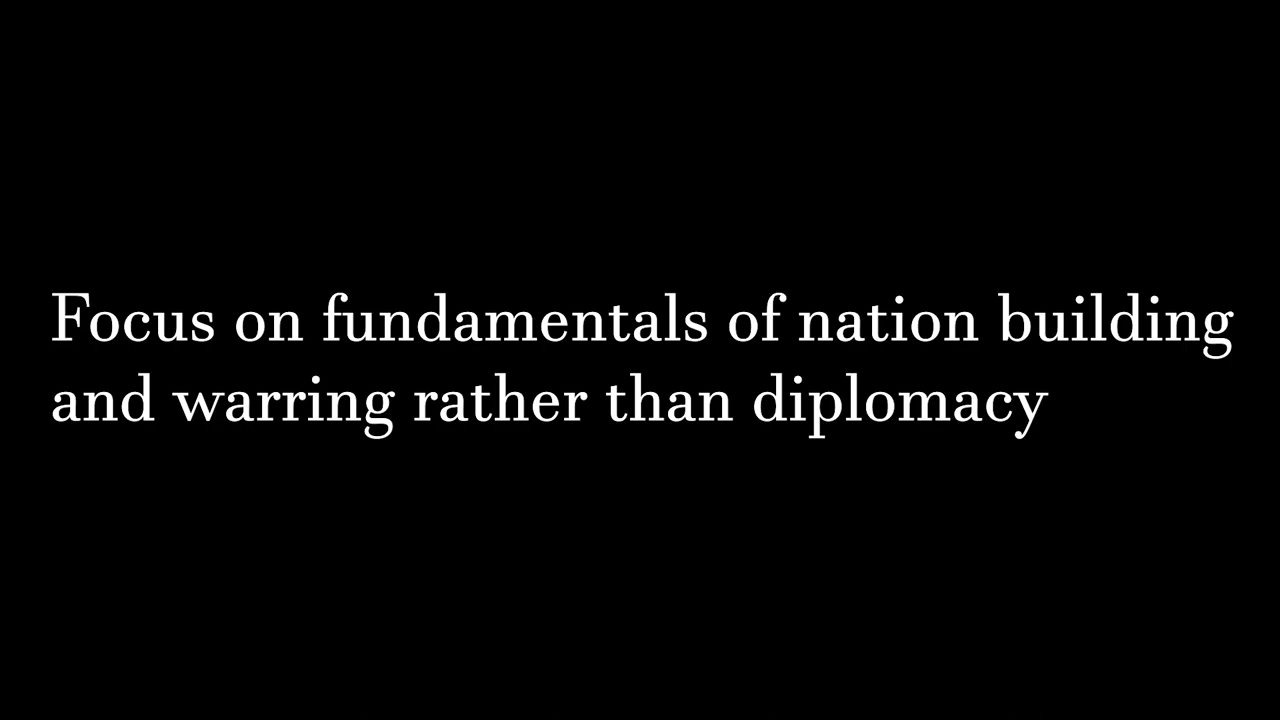 Focus on fundamentals of nation building
and warring rather than diplomacy